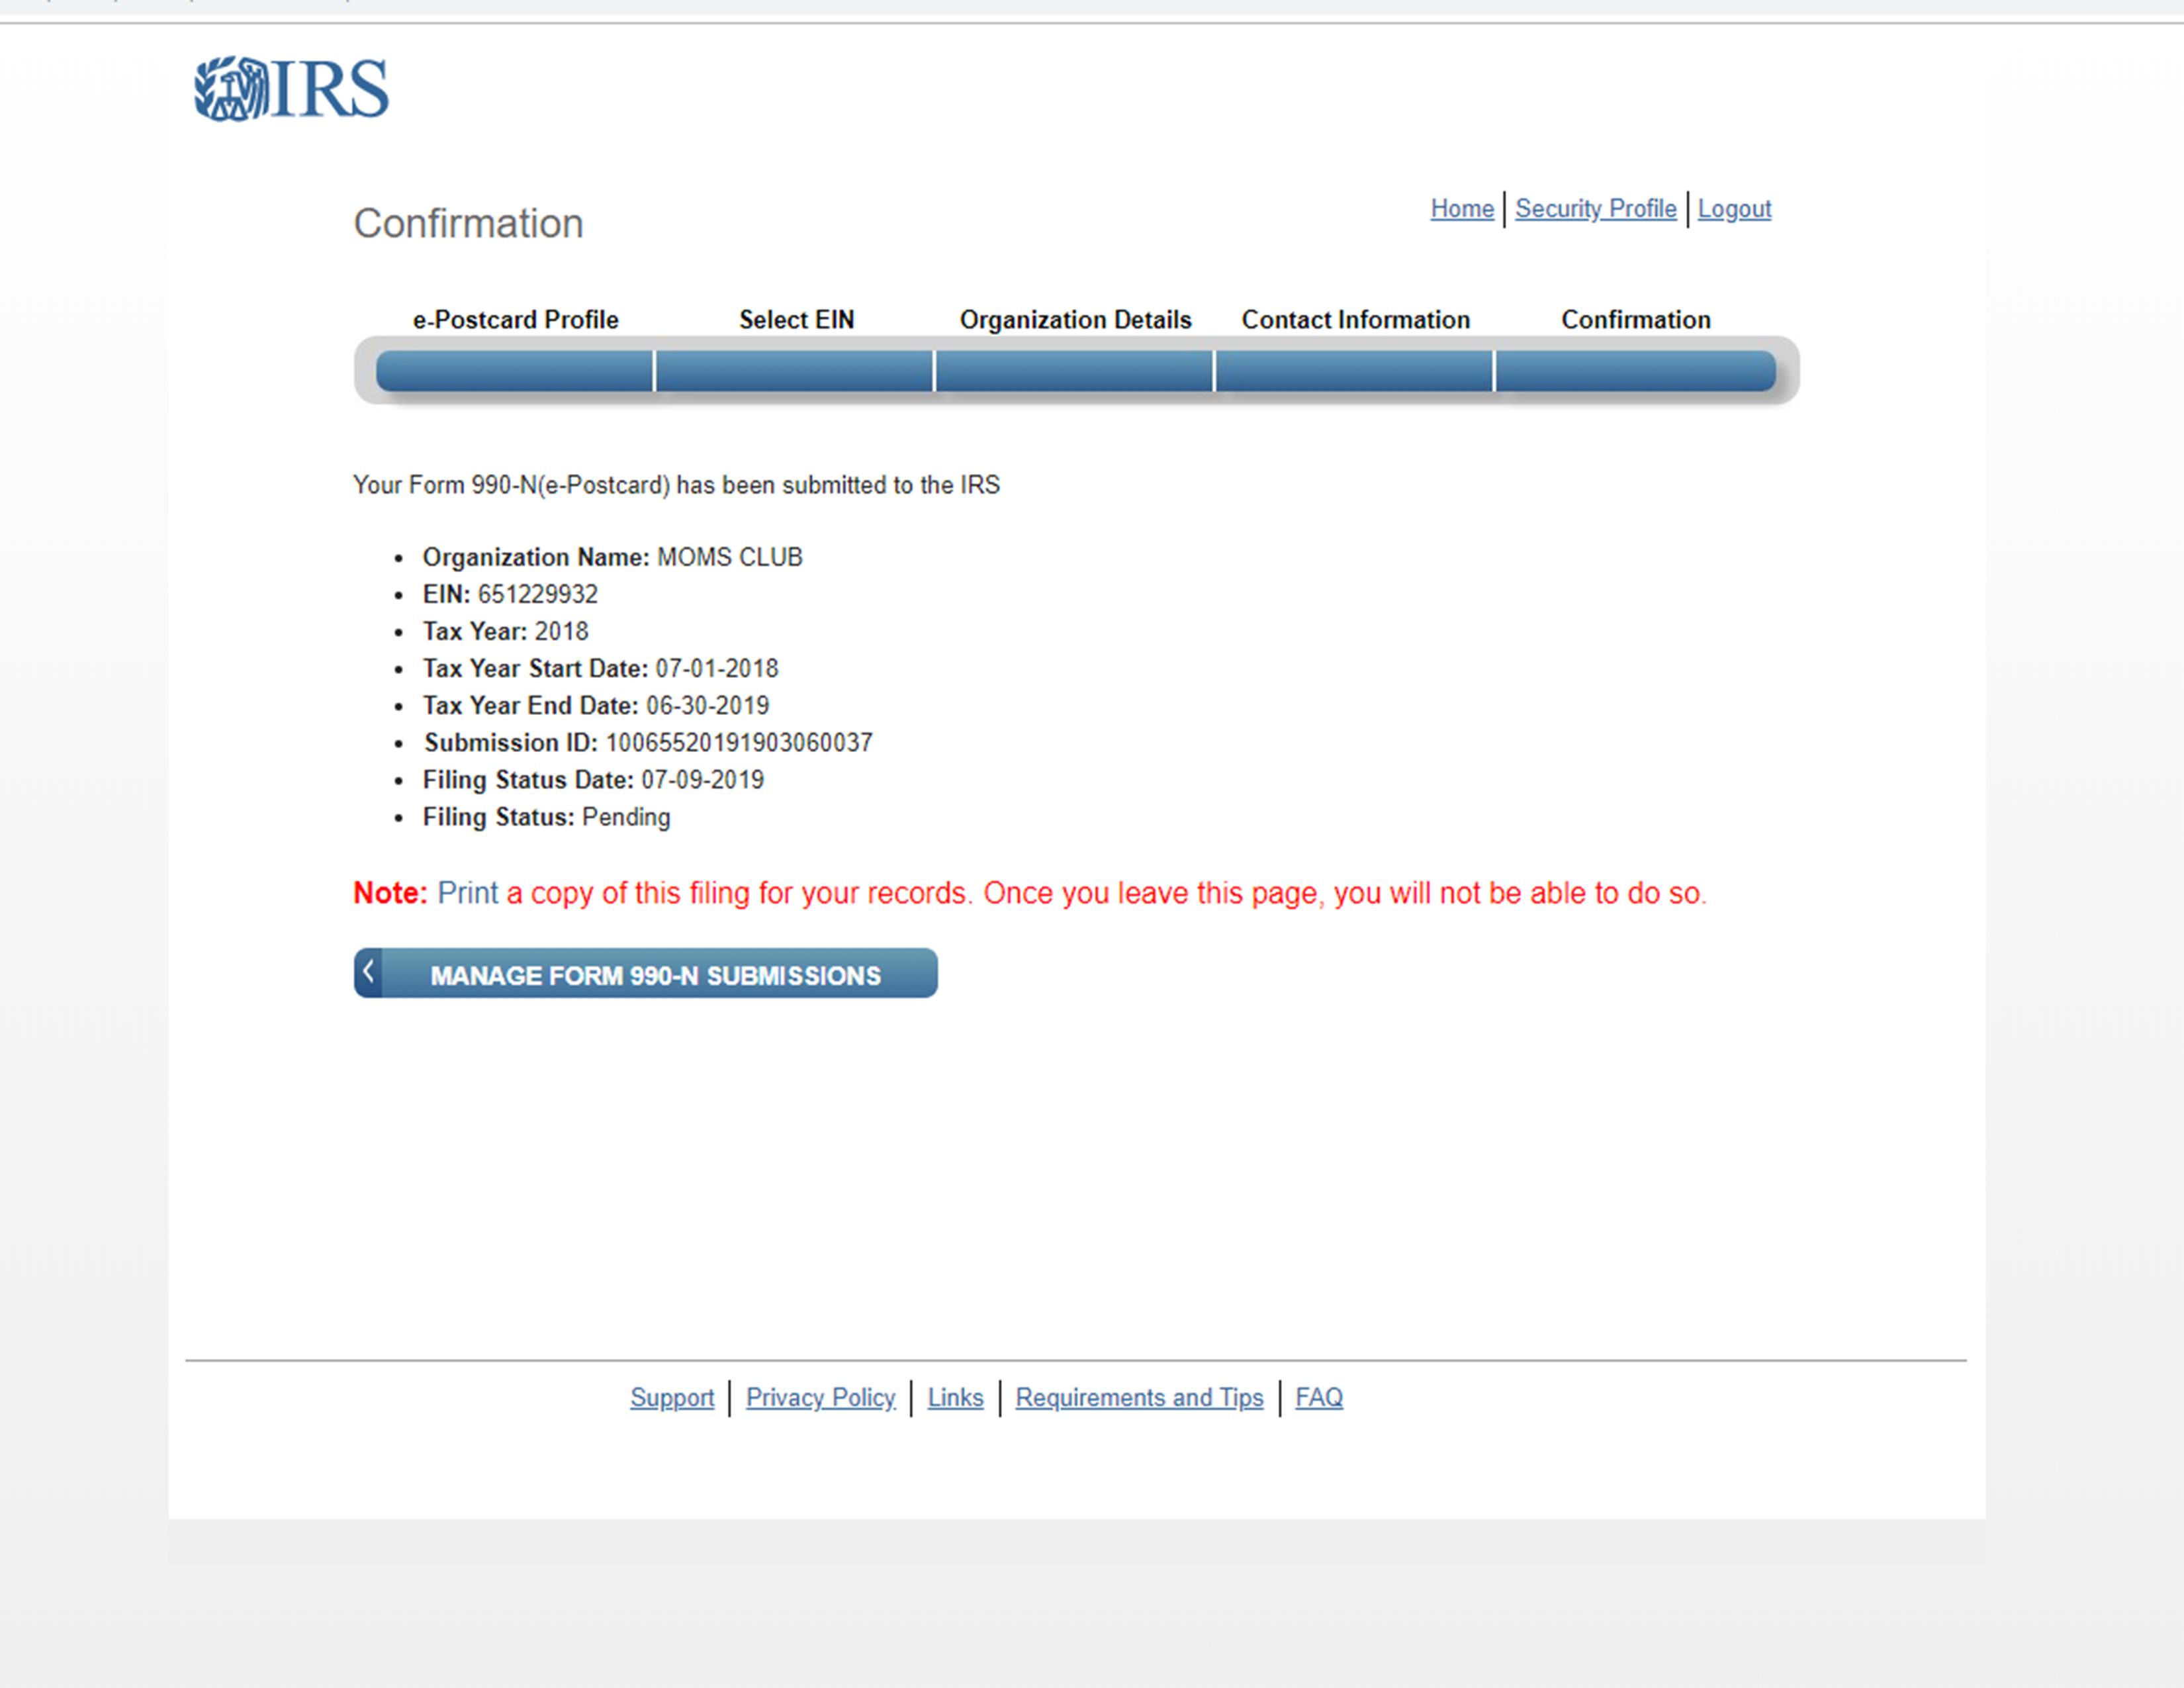 IRS
Confirmation
Home | Security Profile | Logout
e-Postcard Profile Select EIN Organization Details Contact Information Confirmation
Your Form 990-N(e-Postcard) has been submitted to the IRS
• Organization Name: MOMS CLUB
• EIN: 651229932
• Tax Year: 2018
• Tax Year Start Date: 07-01-2018
• Tax Year End Date: 06-30-2019
• Submission ID: 10065520191903060037
• Filing Status Date: 07-09-2019
• Filing Status: Pending
Note: Print a copy of this filing for your records. Once you leave this page, you will not be able to do so.
MANAGE FORM 990-N SUBMISSIONS
Support | Privacy Policy | Links | Requirements and Tips | FAQ